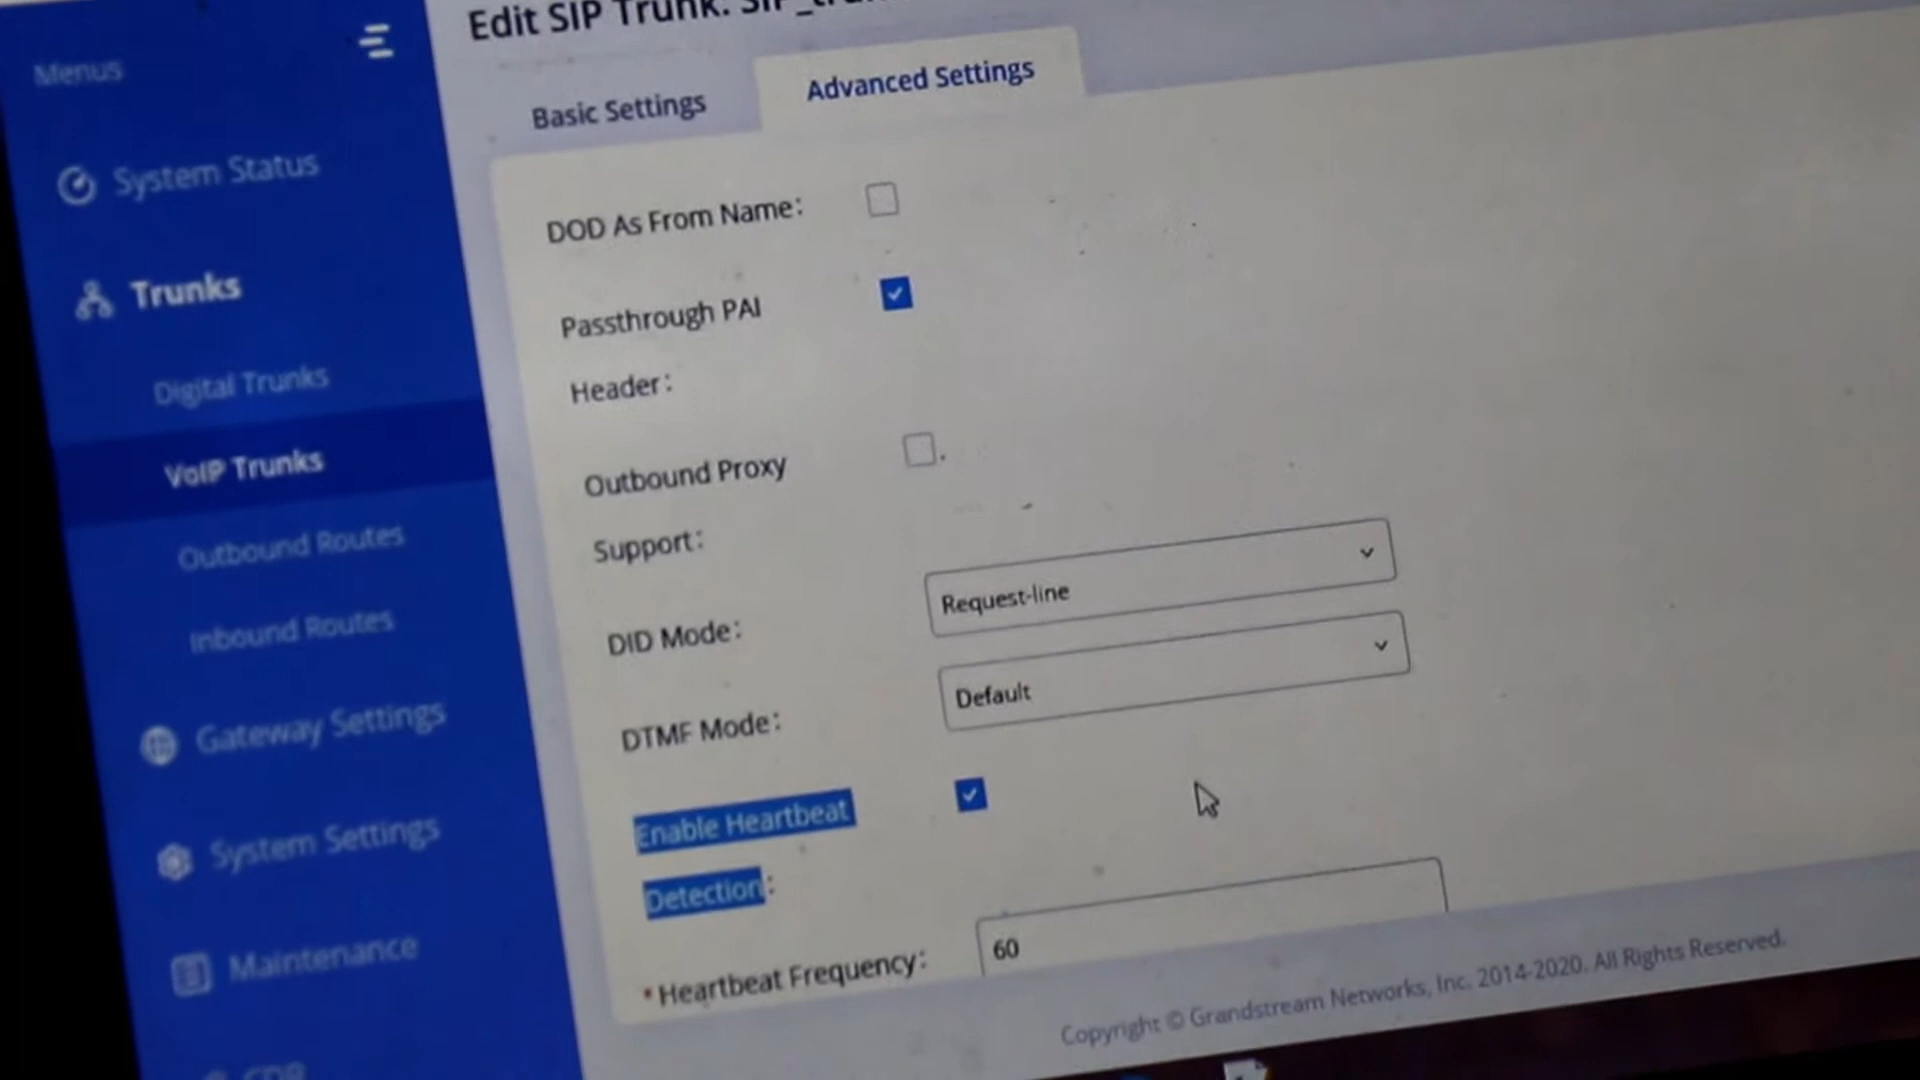 Edit SIP Trunk:
Menus
Basic Settings
Advanced Settings
System Status
DOD As From Name:
Trunks
Passthrough PAI
Header:
Digital Trunks
VoIP Trunks
Outbound Proxy
Support:
Outbound Routes
Request-line
DID Mode:
Inbound Routes
Default
DTMF Mode:
Gateway Settings
Enable Heartbeat
Detection:
System Settings
60
*Heartbeat Frequency:
Maintenance
Copyright © Grandstream Networks, Inc. 2014-2020. All Rights Reserved.